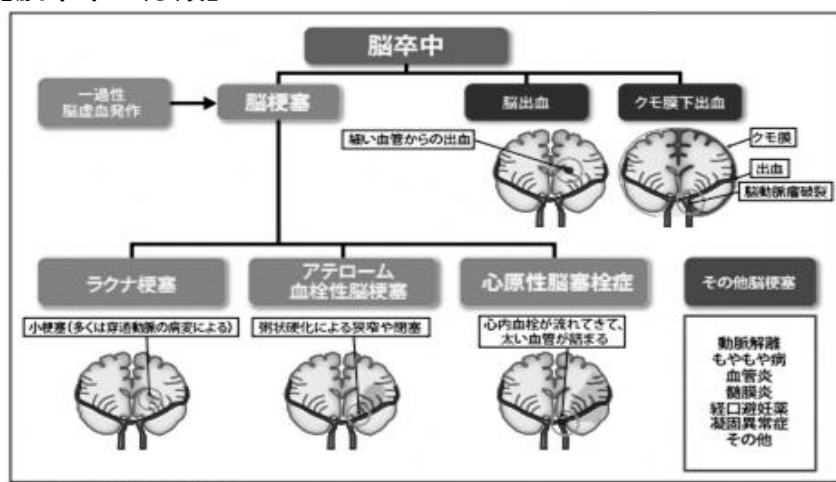 脳卒中
一過性
脳虚血発作
脳梗塞
脳出血
クモ膜下出血
細い血管からの出血
クモ膜
出血
脳動脈瘤破裂
ラクナ梗塞
アテローム
血栓性脳梗塞
心原性脳塞栓症
その他脳梗塞
小梗塞(多くは穿通動脈の病変による)
粥状硬化による狭窄や閉塞
心内血栓が流れてきて、
太い血管が詰まる
動脈解離
もやもや病
血管炎
髄膜炎
経口避妊薬
凝固異常症
その他